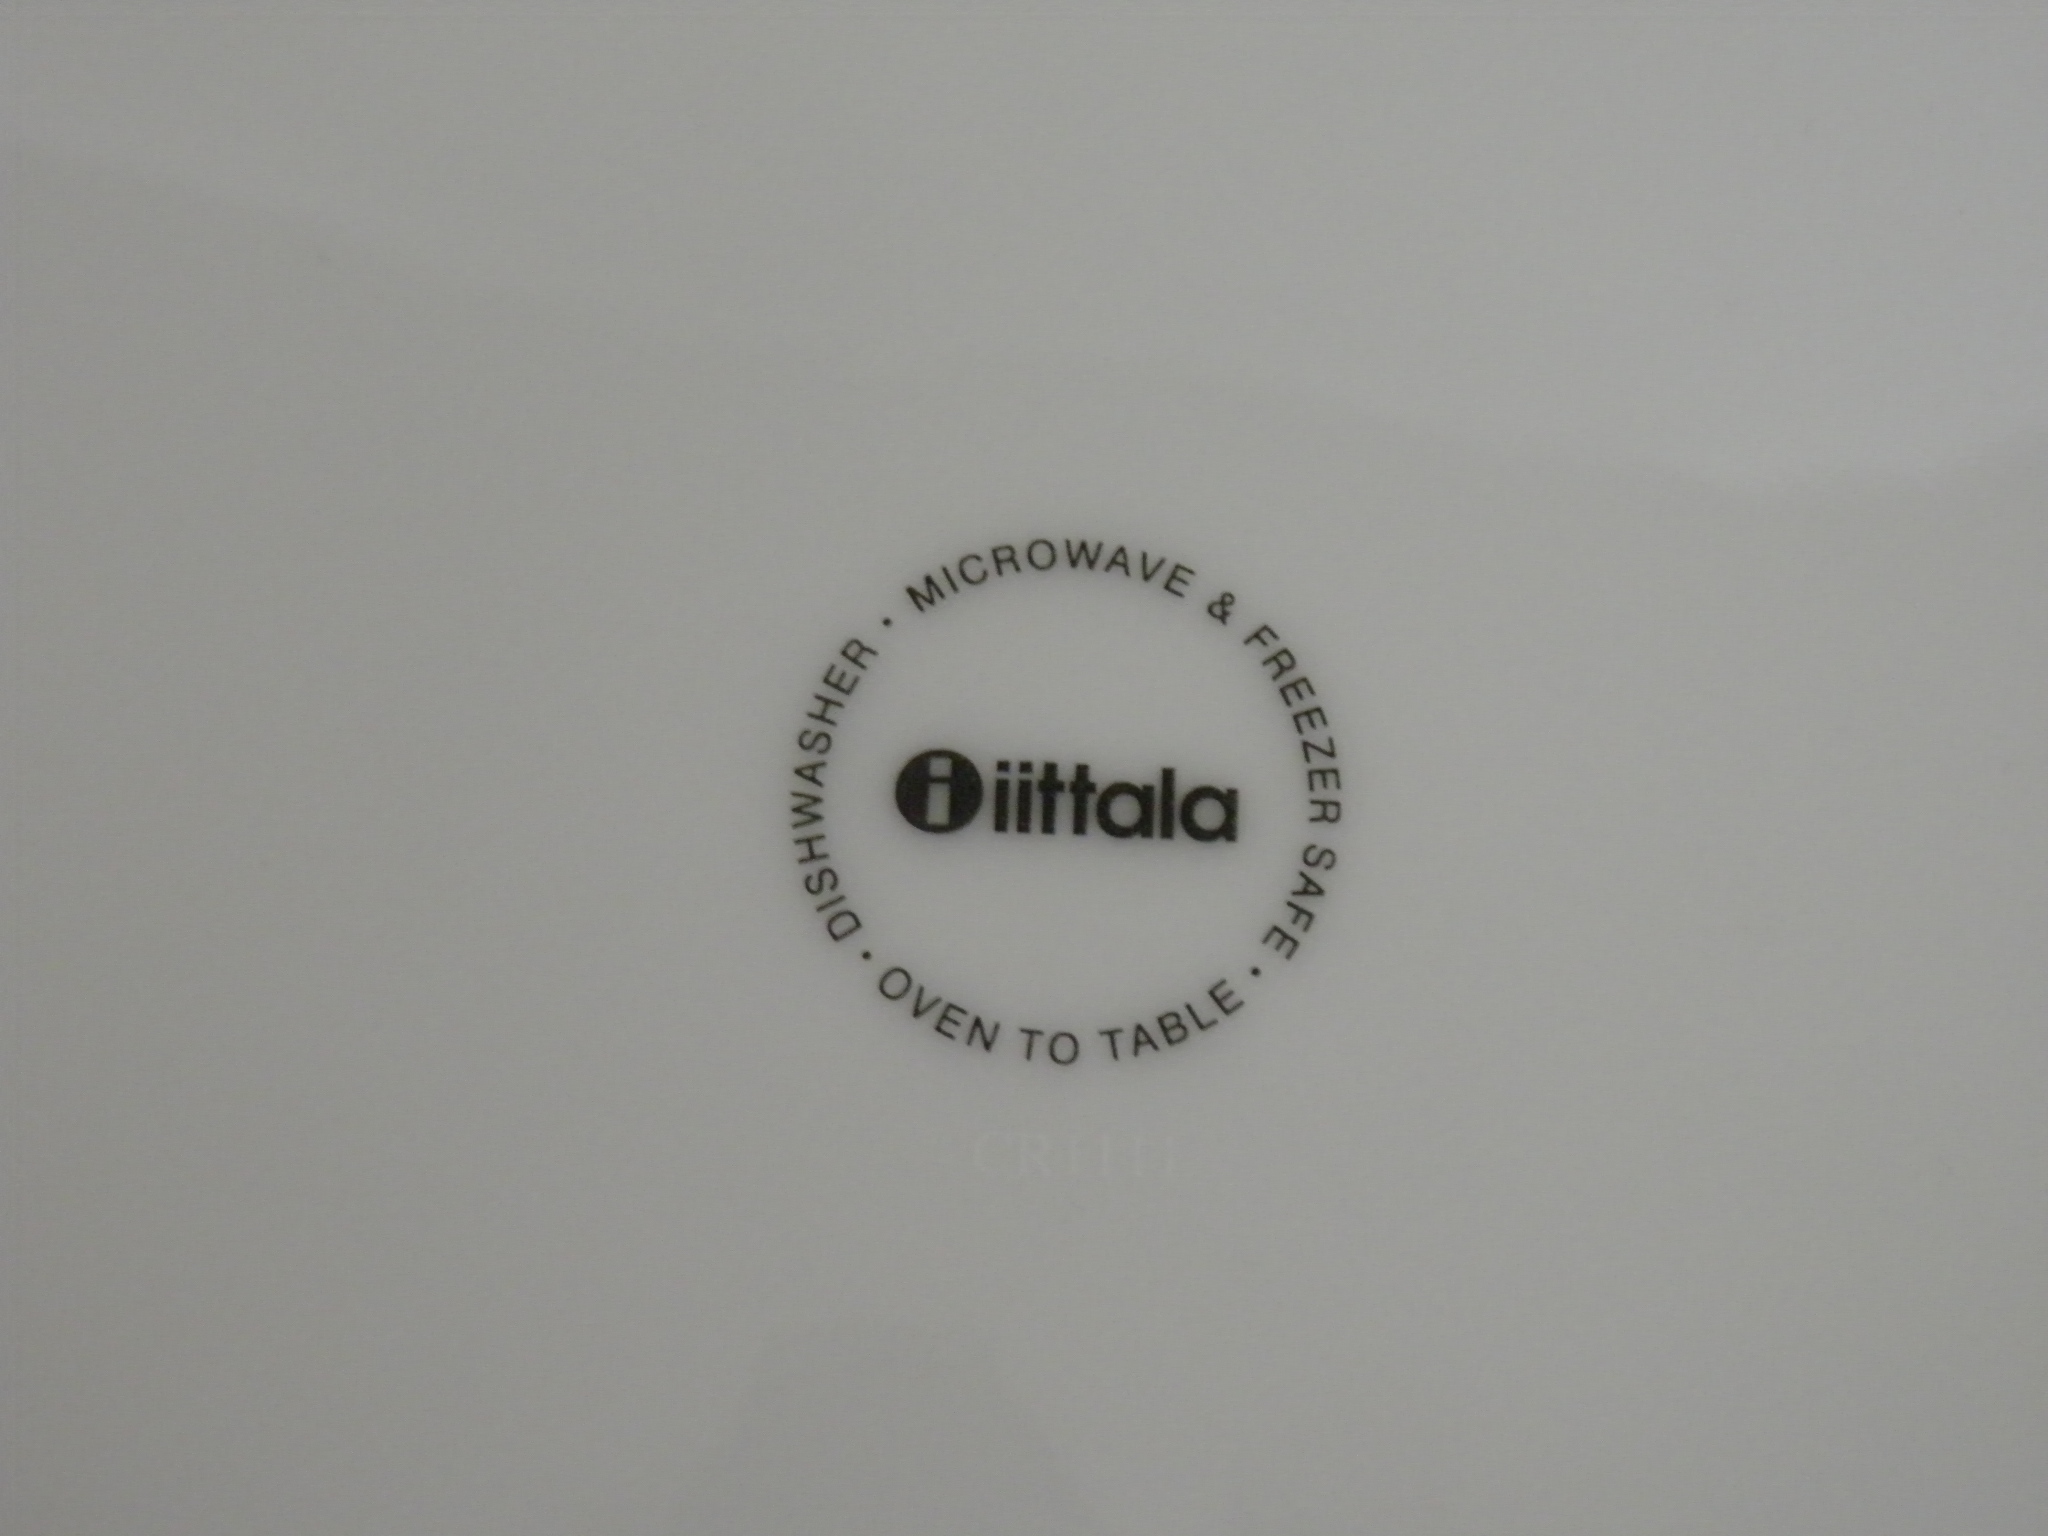 DISHWASHER · MICROWAVE & FREEZER SAFE · OVEN TO TABLE ·
i iittala